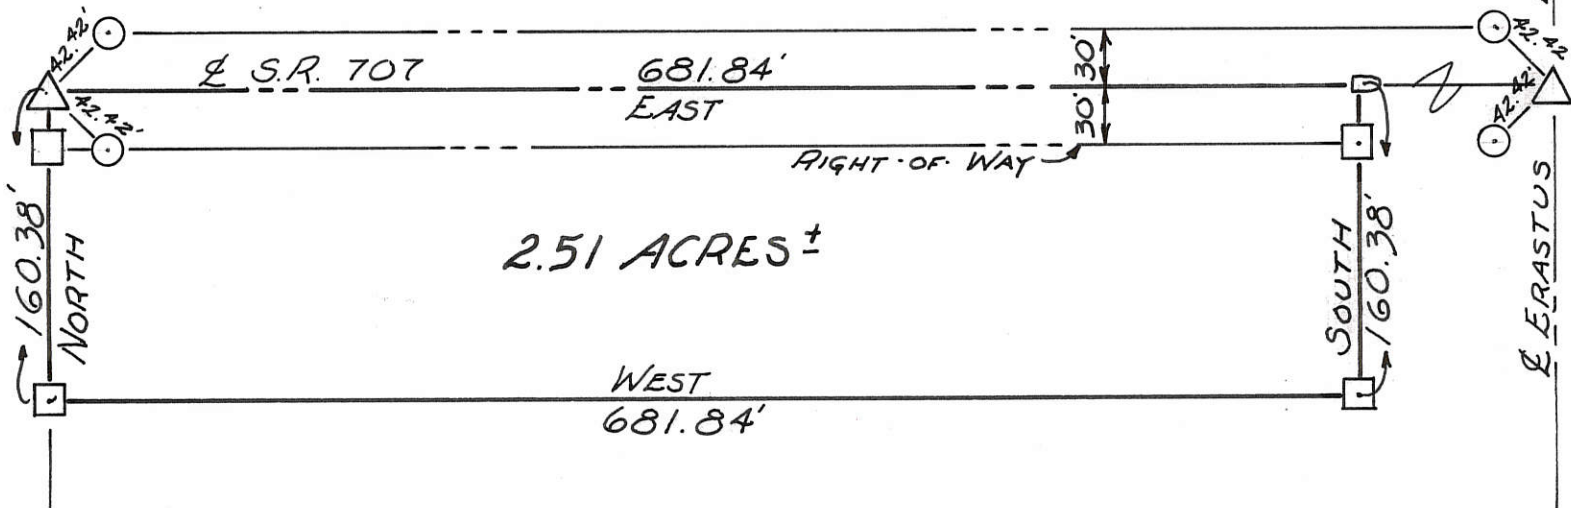 42.42'
42.42
℄ S.R. 707
681.84'
30'
EAST
30'
42.42'
42.42'
RIGHT-OF-WAY
160.38'
NORTH
2.51 ACRES ±
SOUTH
160.38'
℄ ERASTUS
WEST
681.84'